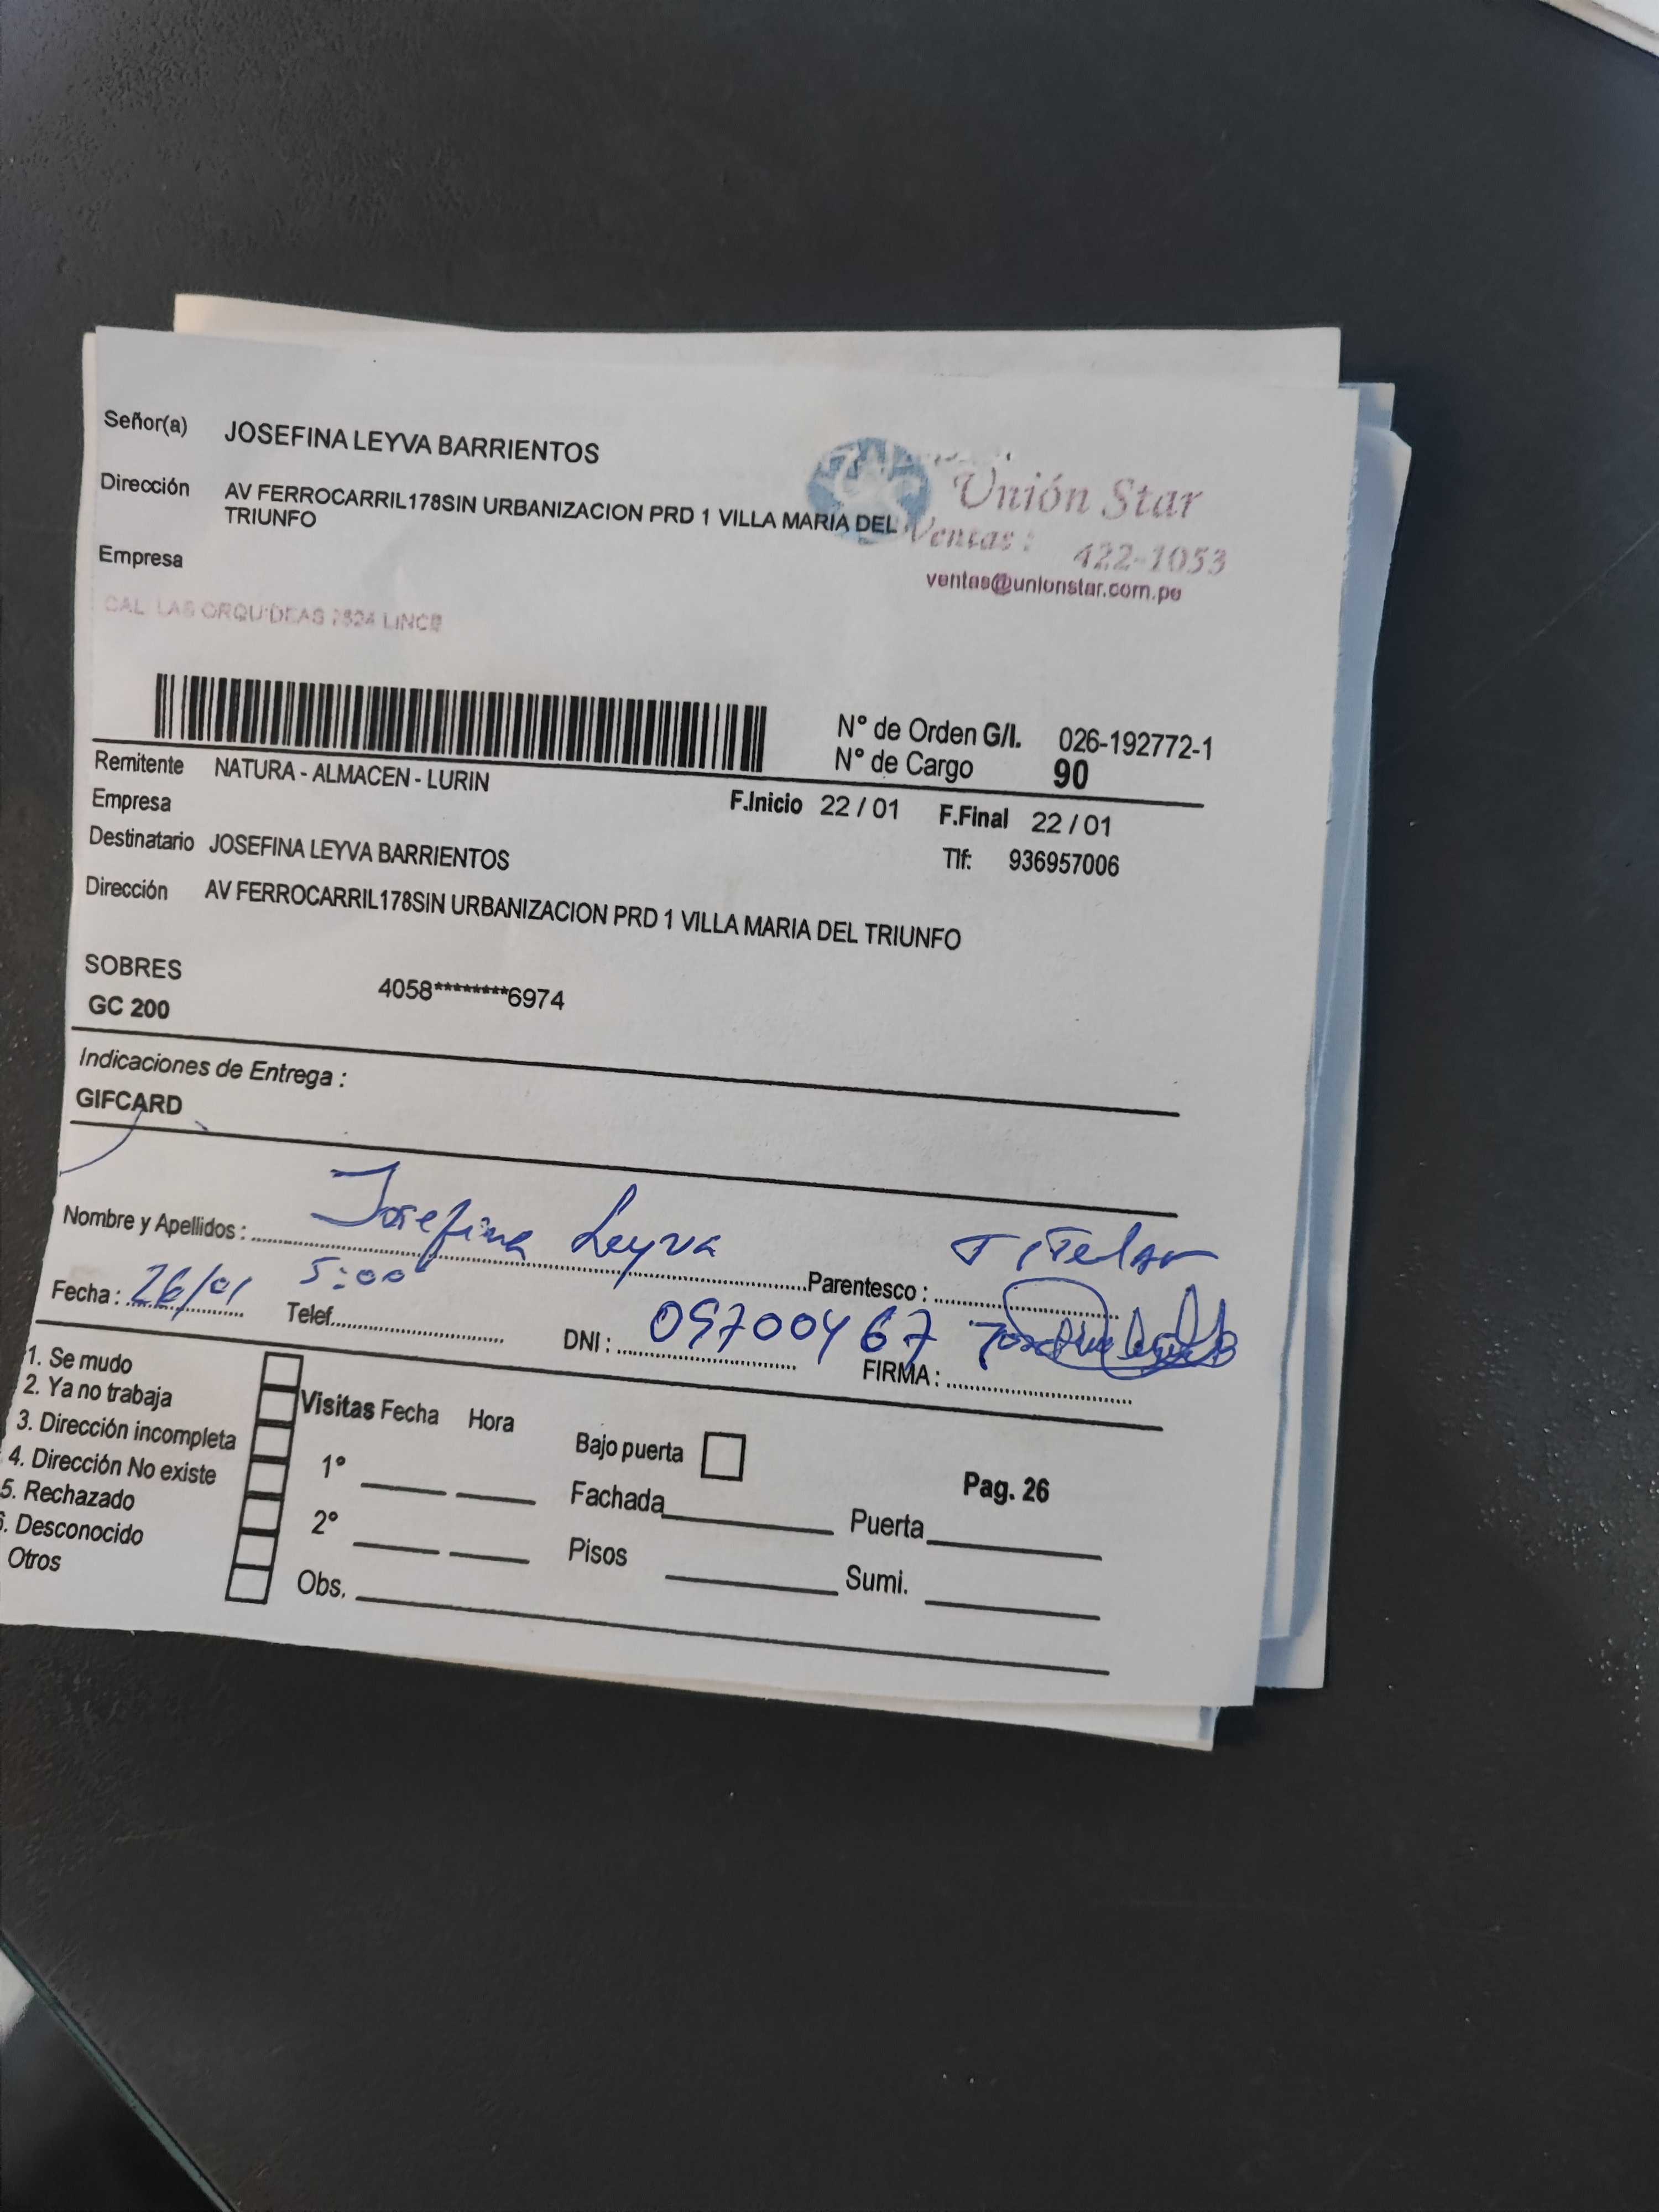 Señor(a) JOSEFINA LEYVA BARRIENTOS
Dirección AV FERROCARRIL178SIN URBANIZACION PRD 1 VILLA MARIA DEL
TRIUNFO
Unión Star
Ventas : 422-1053
ventas@unionstar.com.pe
Empresa
CAL. LAS ORQUIDEAS 2624 LINCE
N° de Orden G/I. 026-192772-1
N° de Cargo 90
Remitente NATURA - ALMACEN - LURIN
Empresa F.Inicio 22 / 01 F.Final 22 / 01
Destinatario JOSEFINA LEYVA BARRIENTOS Tlf: 936957006
Dirección AV FERROCARRIL178SIN URBANIZACION PRD 1 VILLA MARIA DEL TRIUNFO
SOBRES 4058********6974
GC 200
Indicaciones de Entrega :
GIFCARD
Nombre y Apellidos : Josefina Leyva Parentesco : Titelar
Fecha : 26/01 5:00 Telef. DNI : 09700467 FIRMA :
1. Se mudo
2. Ya no trabaja
3. Dirección incompleta
4. Dirección No existe
5. Rechazado
6. Desconocido
Otros
Visitas Fecha Hora
1°
2°
Obs.
Bajo puerta
Fachada Puerta
Pisos Sumi.
Pag. 26